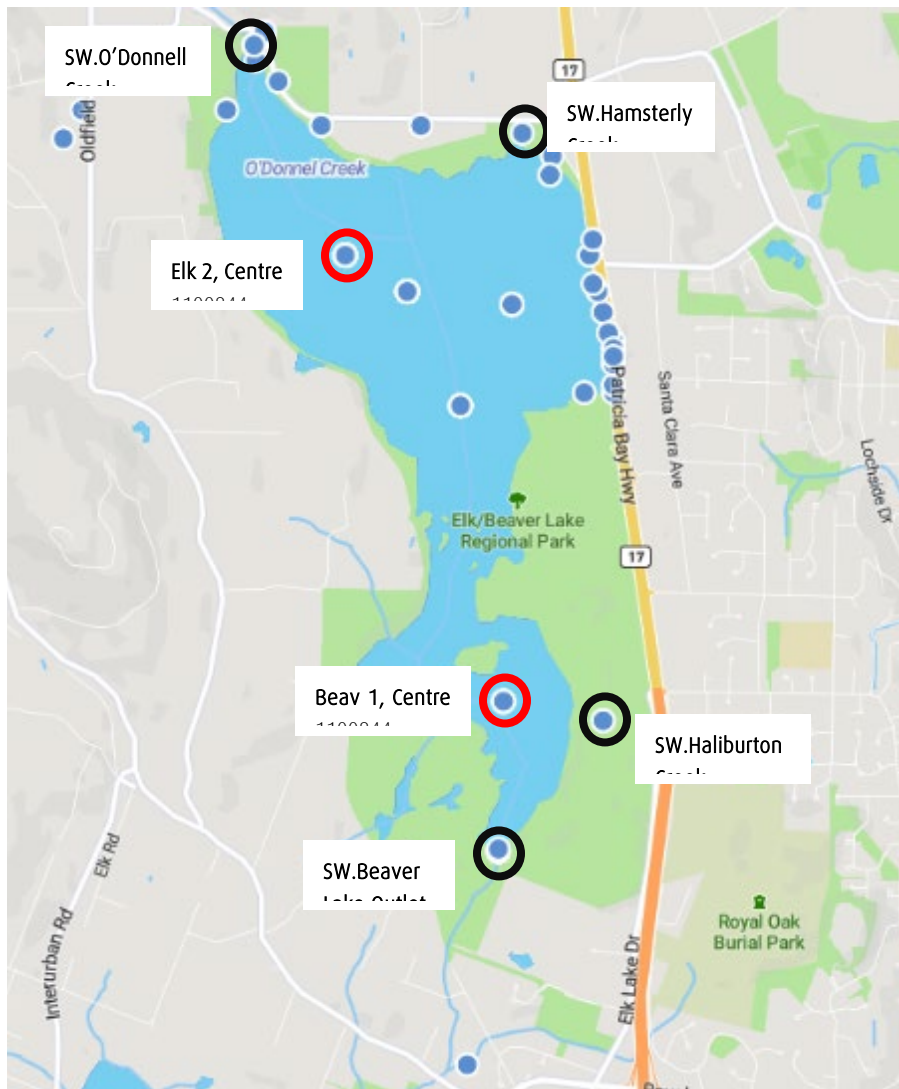 SW.O'Donnell
17
SW.Hamsterly
Oldfield
O'Donnel Creek
Elk 2, Centre
Patricia Bay Hwy
Santa Clara Ave
Lochside Dr
Elk/Beaver Lake
Regional Park
17
Beav 1, Centre
SW.Haliburton
Elk Rd
SW.Beaver
Interurban Rd
Royal Oak
Burial Park
Elk Lake Dr